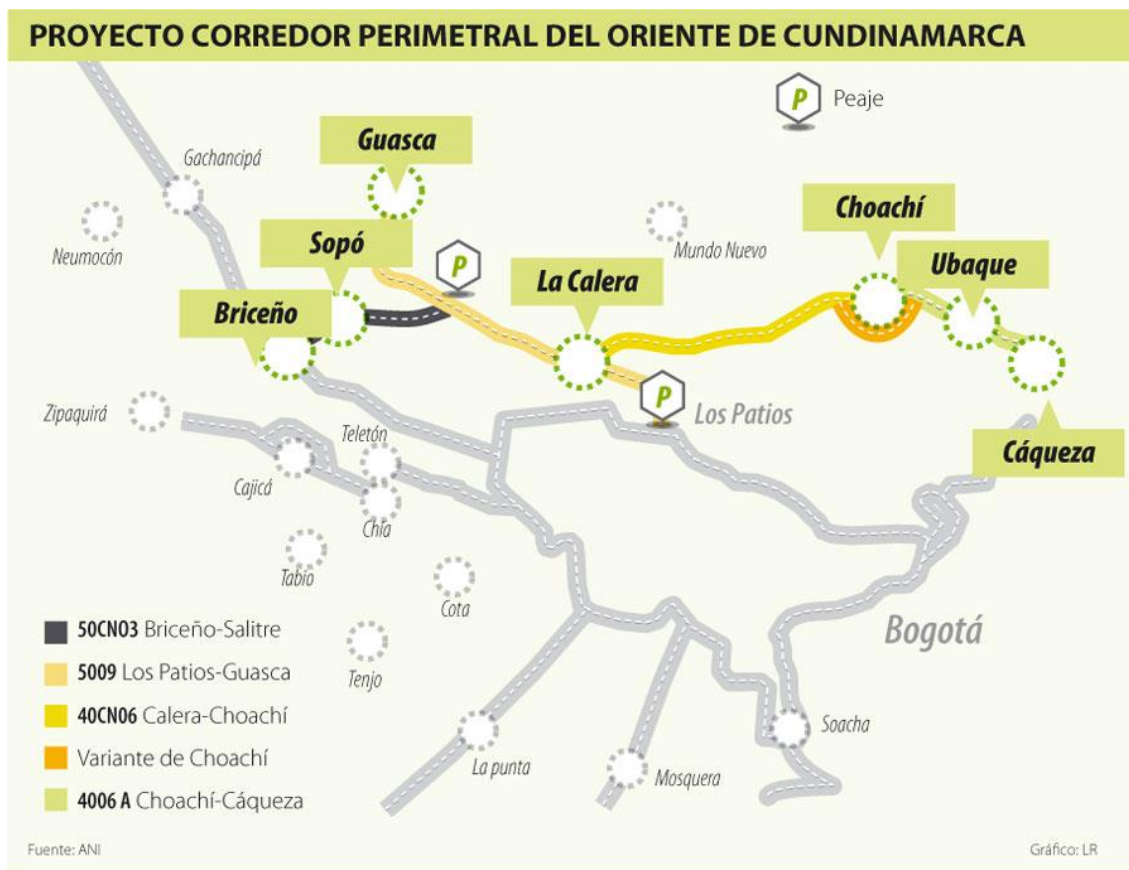 PROYECTO CORREDOR PERIMETRAL DEL ORIENTE DE CUNDINAMARCA
P Peaje
Guasca
Gachancipá
Choachí
Sopó
Neumocón
Mundo Nuevo
Ubaque
P
La Calera
Briceño
P
Los Patios
Zipaquirá
Teletón
Cáqueza
Cajicá
Chía
Tabio
Cota
Bogotá
Tenjo
Soacha
La punta
Mosquera
50CN03 Briceño-Salitre
5009 Los Patios-Guasca
40CN06 Calera-Choachí
Variante de Choachí
4006 A Choachí-Cáqueza
Fuente: ANI
Gráfico: LR